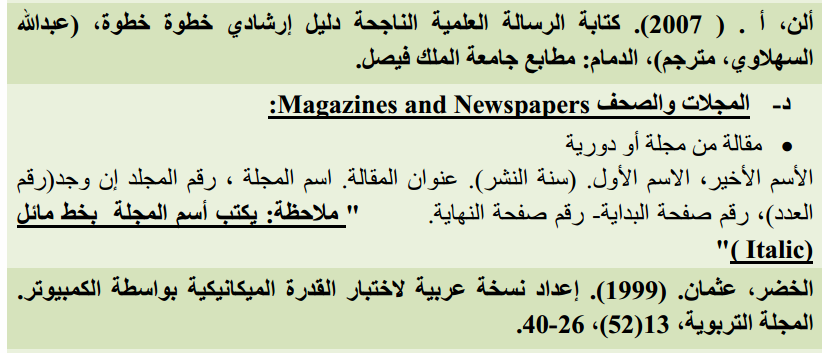 ألن، أ . ( 2007). كتابة الرسالة العلمية الناجحة دليل إرشادي خطوة خطوة، (عبدالله
السهلاوي، مترجم)، الدمام: مطابع جامعة الملك فيصل.
د- المجلات والصحف Magazines and Newspapers:
• مقالة من مجلة أو دورية
الأسم الأخير، الاسم الأول. (سنة النشر). عنوان المقالة. اسم المجلة ، رقم المجلد إن وجد(رقم
العدد)، رقم صفحة البداية- رقم صفحة النهاية. " ملاحظة: يكتب أسم المجلة بخط مائل
(Italic )"
الخضر، عثمان. (1999). إعداد نسخة عربية لاختبار القدرة الميكانيكية بواسطة الكمبيوتر.
المجلة التربوية، 13(52)، 26-40.